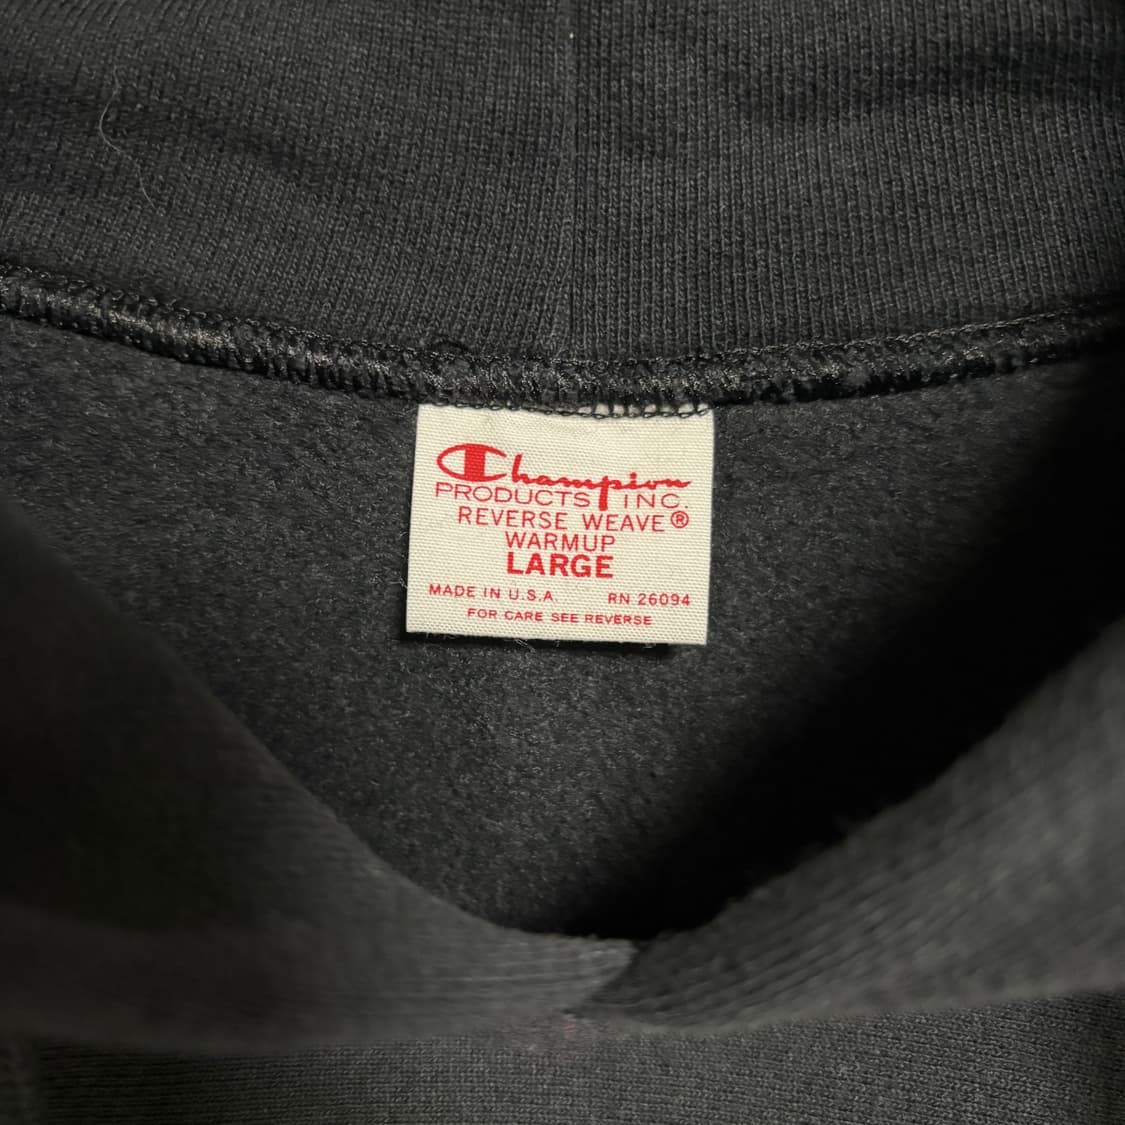 Champion
PRODUCTS INC.
REVERSE WEAVE®
WARMUP
LARGE
MADE IN U.S.A RN 26094
FOR CARE SEE REVERSE